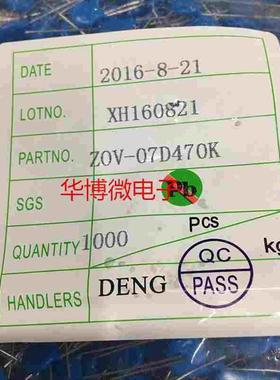 DATE 2016-8-21
LOTNO. XH160821
PARTNO. ZOV-07D470K
华博微电子
SGS Pb
PCS
QUANTITY 1000
kg
QC
HANDLERS DENG PASS